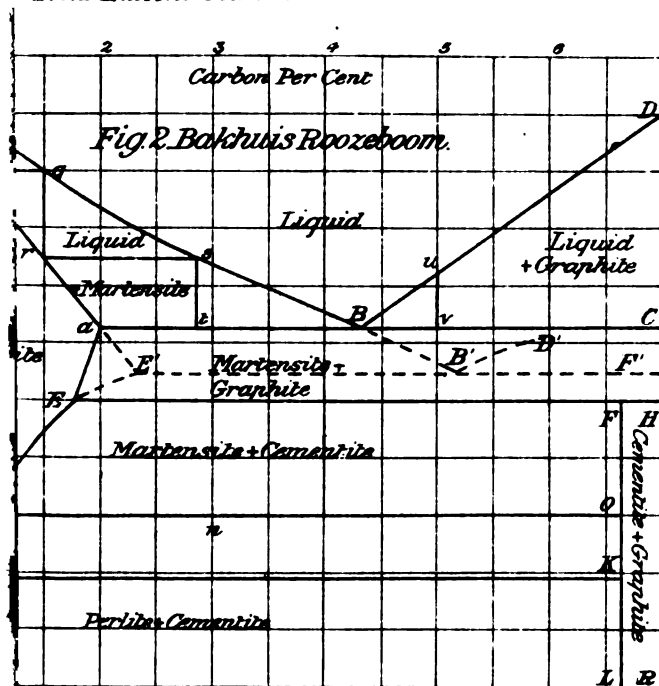 2 3 4 5 6
Carbon Per Cent
D
Fig. 2. Bakhuis Roozeboom.
q
Liquid
Liquid
Liquid
+Graphite
r
s
u
Martensite
a
t
B
v
C
ite
E'
Martensite +
Graphite
B'
D'
F'
E
F
H
Martensite + Cementite
Cementite + Graphite
n
O
K
Perlite + Cementite
L
R